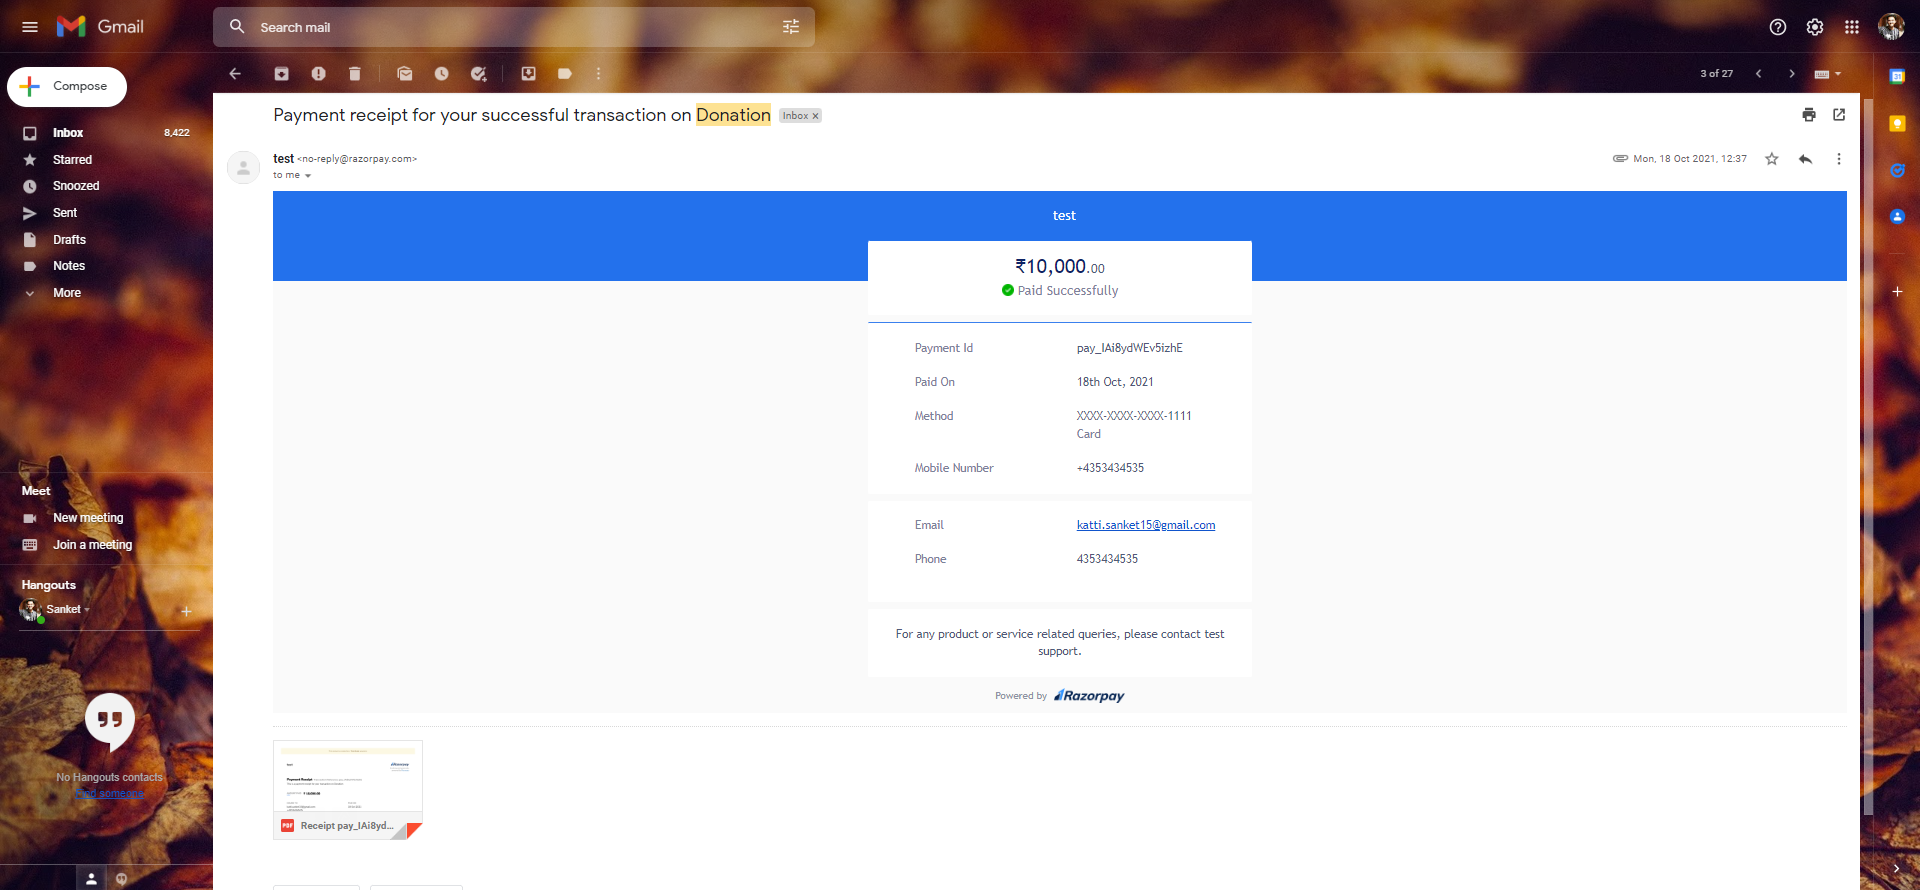 Gmail
Search mail
Compose
3 of 27
Inbox 8,422
Starred
Snoozed
Sent
Drafts
Notes
More
Meet
New meeting
Join a meeting
Hangouts
Sanket
No Hangouts contacts
Find someone
Payment receipt for your successful transaction on Donation Inbox x
test <no-reply@razorpay.com>
Mon, 18 Oct 2021, 12:37
to me
test
₹10,000.00
Paid Successfully
Payment Id pay_IAi8ydWEv5izhE
Paid On 18th Oct, 2021
Method XXXX-XXXX-XXXX-1111
Card
Mobile Number +4353434535
Email katti.sanket15@gmail.com
Phone 4353434535
For any product or service related queries, please contact test
support.
Powered by Razorpay
Razorpay
Payment Receipt
PDF Receipt pay_IAi8yd...
31